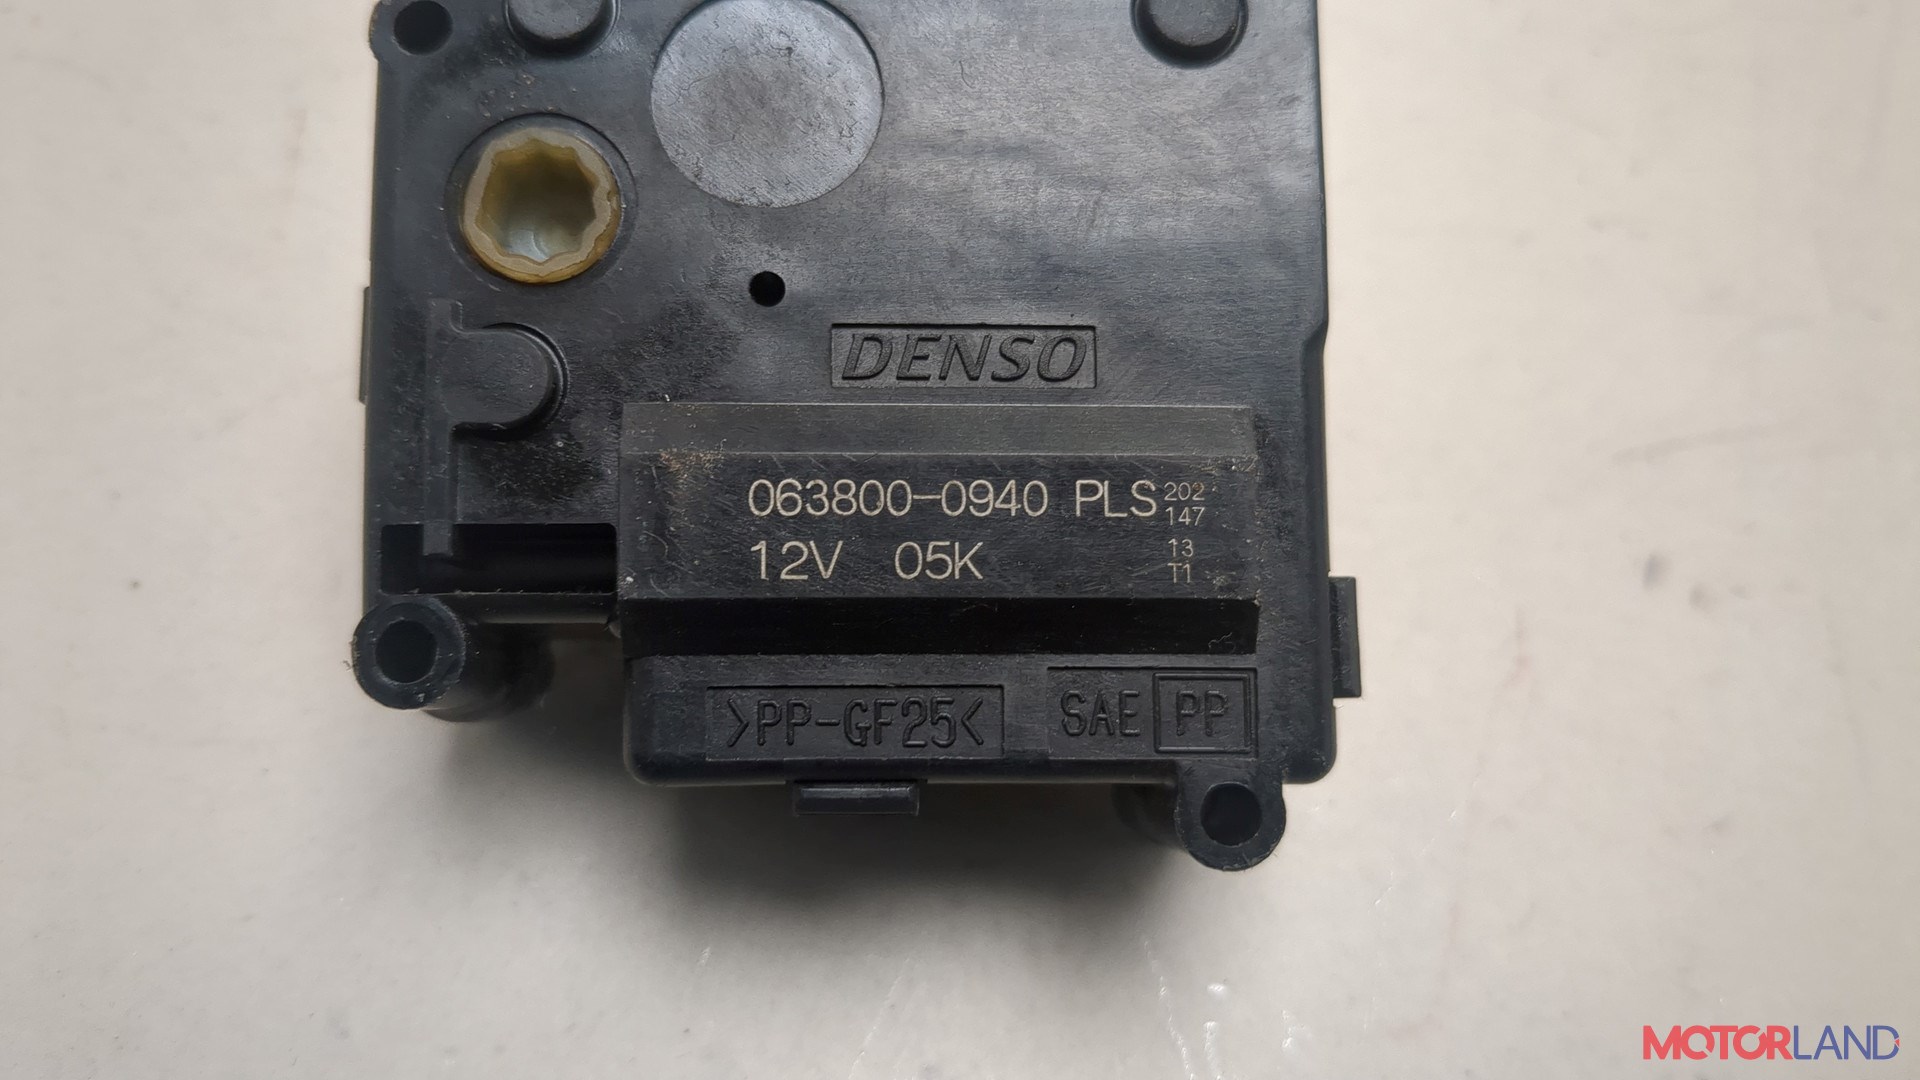 DENSO
063800-0940 PLS 202
147
12V 05K 13
T1
>PP-GF25<
SAE PP
MOTORLAND